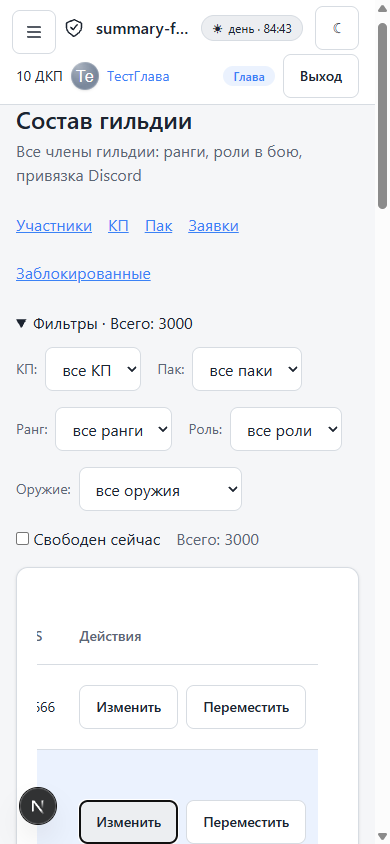 summary-f... день · 84:43
10 ДКП Te ТестГлава Глава Выход
Состав гильдии
Все члены гильдии: ранги, роли в бою,
привязка Discord
Участники КП Пак Заявки
Заблокированные
Фильтры · Всего: 3000
КП: все КП Пак: все паки
Ранг: все ранги Роль: все роли
Оружие: все оружия
Свободен сейчас Всего: 3000
Действия
Изменить Переместить
N Изменить Переместить